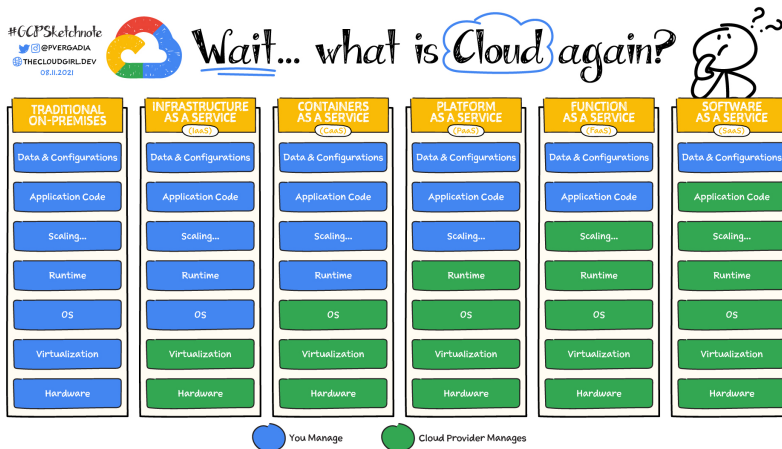 #GCPSketchnote
@PVERGADIA
THECLOUDGIRL.DEV
08.11.2021
Wait... what is Cloud again?
? ? ?
TRADITIONAL
ON-PREMISES
Data & Configurations
Application Code
Scaling...
Runtime
OS
Virtualization
Hardware
INFRASTRUCTURE
AS A SERVICE
(IaaS)
Data & Configurations
Application Code
Scaling...
Runtime
OS
Virtualization
Hardware
CONTAINERS
AS A SERVICE
(CaaS)
Data & Configurations
Application Code
Scaling...
Runtime
OS
Virtualization
Hardware
PLATFORM
AS A SERVICE
(PaaS)
Data & Configurations
Application Code
Scaling...
Runtime
OS
Virtualization
Hardware
FUNCTION
AS A SERVICE
(FaaS)
Data & Configurations
Application Code
Scaling...
Runtime
OS
Virtualization
Hardware
SOFTWARE
AS A SERVICE
(SaaS)
Data & Configurations
Application Code
Scaling...
Runtime
OS
Virtualization
Hardware
You Manage
Cloud Provider Manages